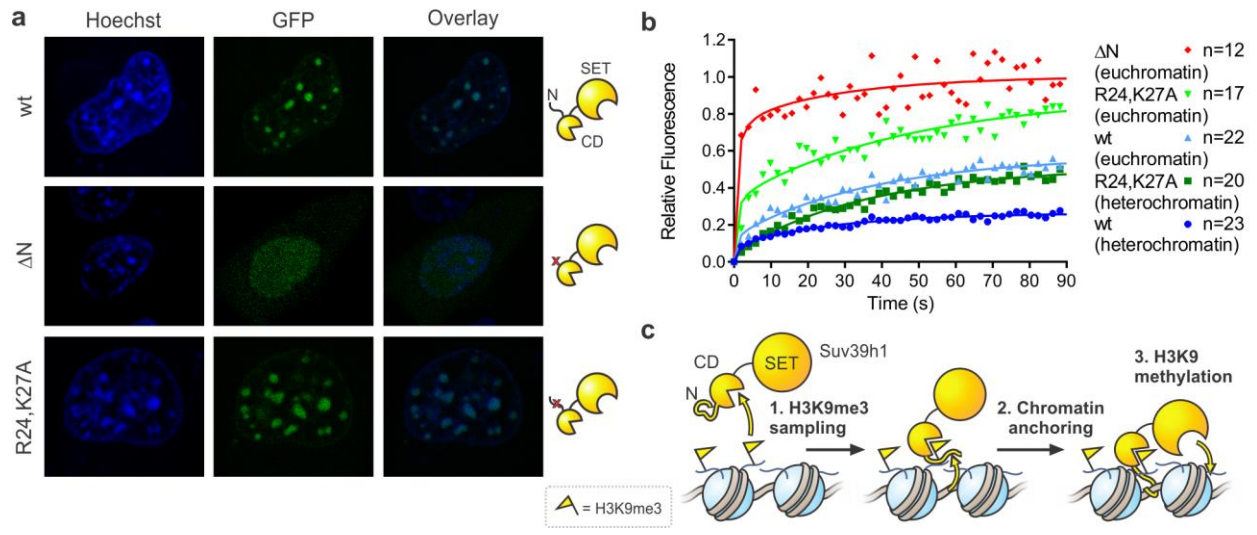 a
Hoechst
GFP
Overlay
wt
N
SET
CD
ΔN
x
R24,K27A
x
= H3K9me3
b
Relative Fluorescence
1.2
1.0
0.8
0.6
0.4
0.2
0.0
0 10 20 30 40 50 60 70 80 90
Time (s)
ΔN n=12
(euchromatin)
R24,K27A n=17
(euchromatin)
wt n=22
(euchromatin)
R24,K27A n=20
(heterochromatin)
wt n=23
(heterochromatin)
c
CD
SET
Suv39h1
N
1. H3K9me3
sampling
2. Chromatin
anchoring
3. H3K9
methylation